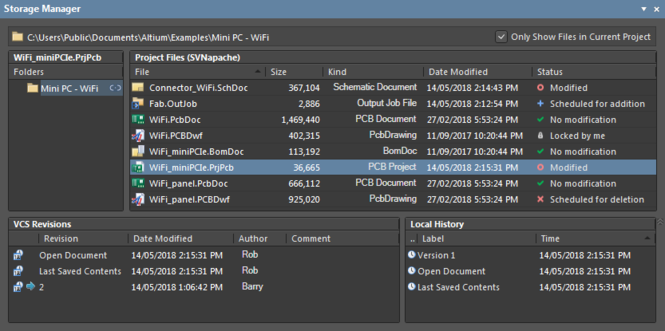 Storage Manager
C:\Users\Public\Documents\Altium\Examples\Mini PC - WiFi
Only Show Files in Current Project
WiFi_miniPCIe.PrjPcb
Folders
Mini PC - WiFi
Project Files (SVNapache)
File Size Kind Date Modified Status
Connector_WiFi.SchDoc 367,104 Schematic Document 14/05/2018 2:14:43 PM Modified
Fab.OutJob 2,886 Output Job File 14/05/2018 2:12:54 PM Scheduled for addition
WiFi.PcbDoc 1,469,440 PCB Document 27/02/2018 5:53:24 PM No modification
WiFi.PCBDwf 402,315 PcbDrawing 11/09/2017 10:20:44 PM Locked by me
WiFi_miniPCIe.BomDoc 113,192 BomDoc 11/09/2017 10:20:44 PM No modification
WiFi_miniPCIe.PrjPcb 36,665 PCB Project 14/05/2018 2:15:31 PM Modified
WiFi_panel.PcbDoc 666,112 PCB Document 27/02/2018 5:53:24 PM No modification
WiFi_panel.PCBDwf 925,020 PcbDrawing 27/02/2018 5:53:24 PM Scheduled for deletion
VCS Revisions
Revision Date Modified Author Comment
Open Document 14/05/2018 2:15:31 PM Rob
Last Saved Contents 14/05/2018 2:15:31 PM Rob
2 14/05/2018 1:06:42 PM Barry
Local History
.. Label Time
Version 1 14/05/2018 2:15:31 PM
Open Document 14/05/2018 2:15:31 PM
Last Saved Contents 14/05/2018 2:15:31 PM